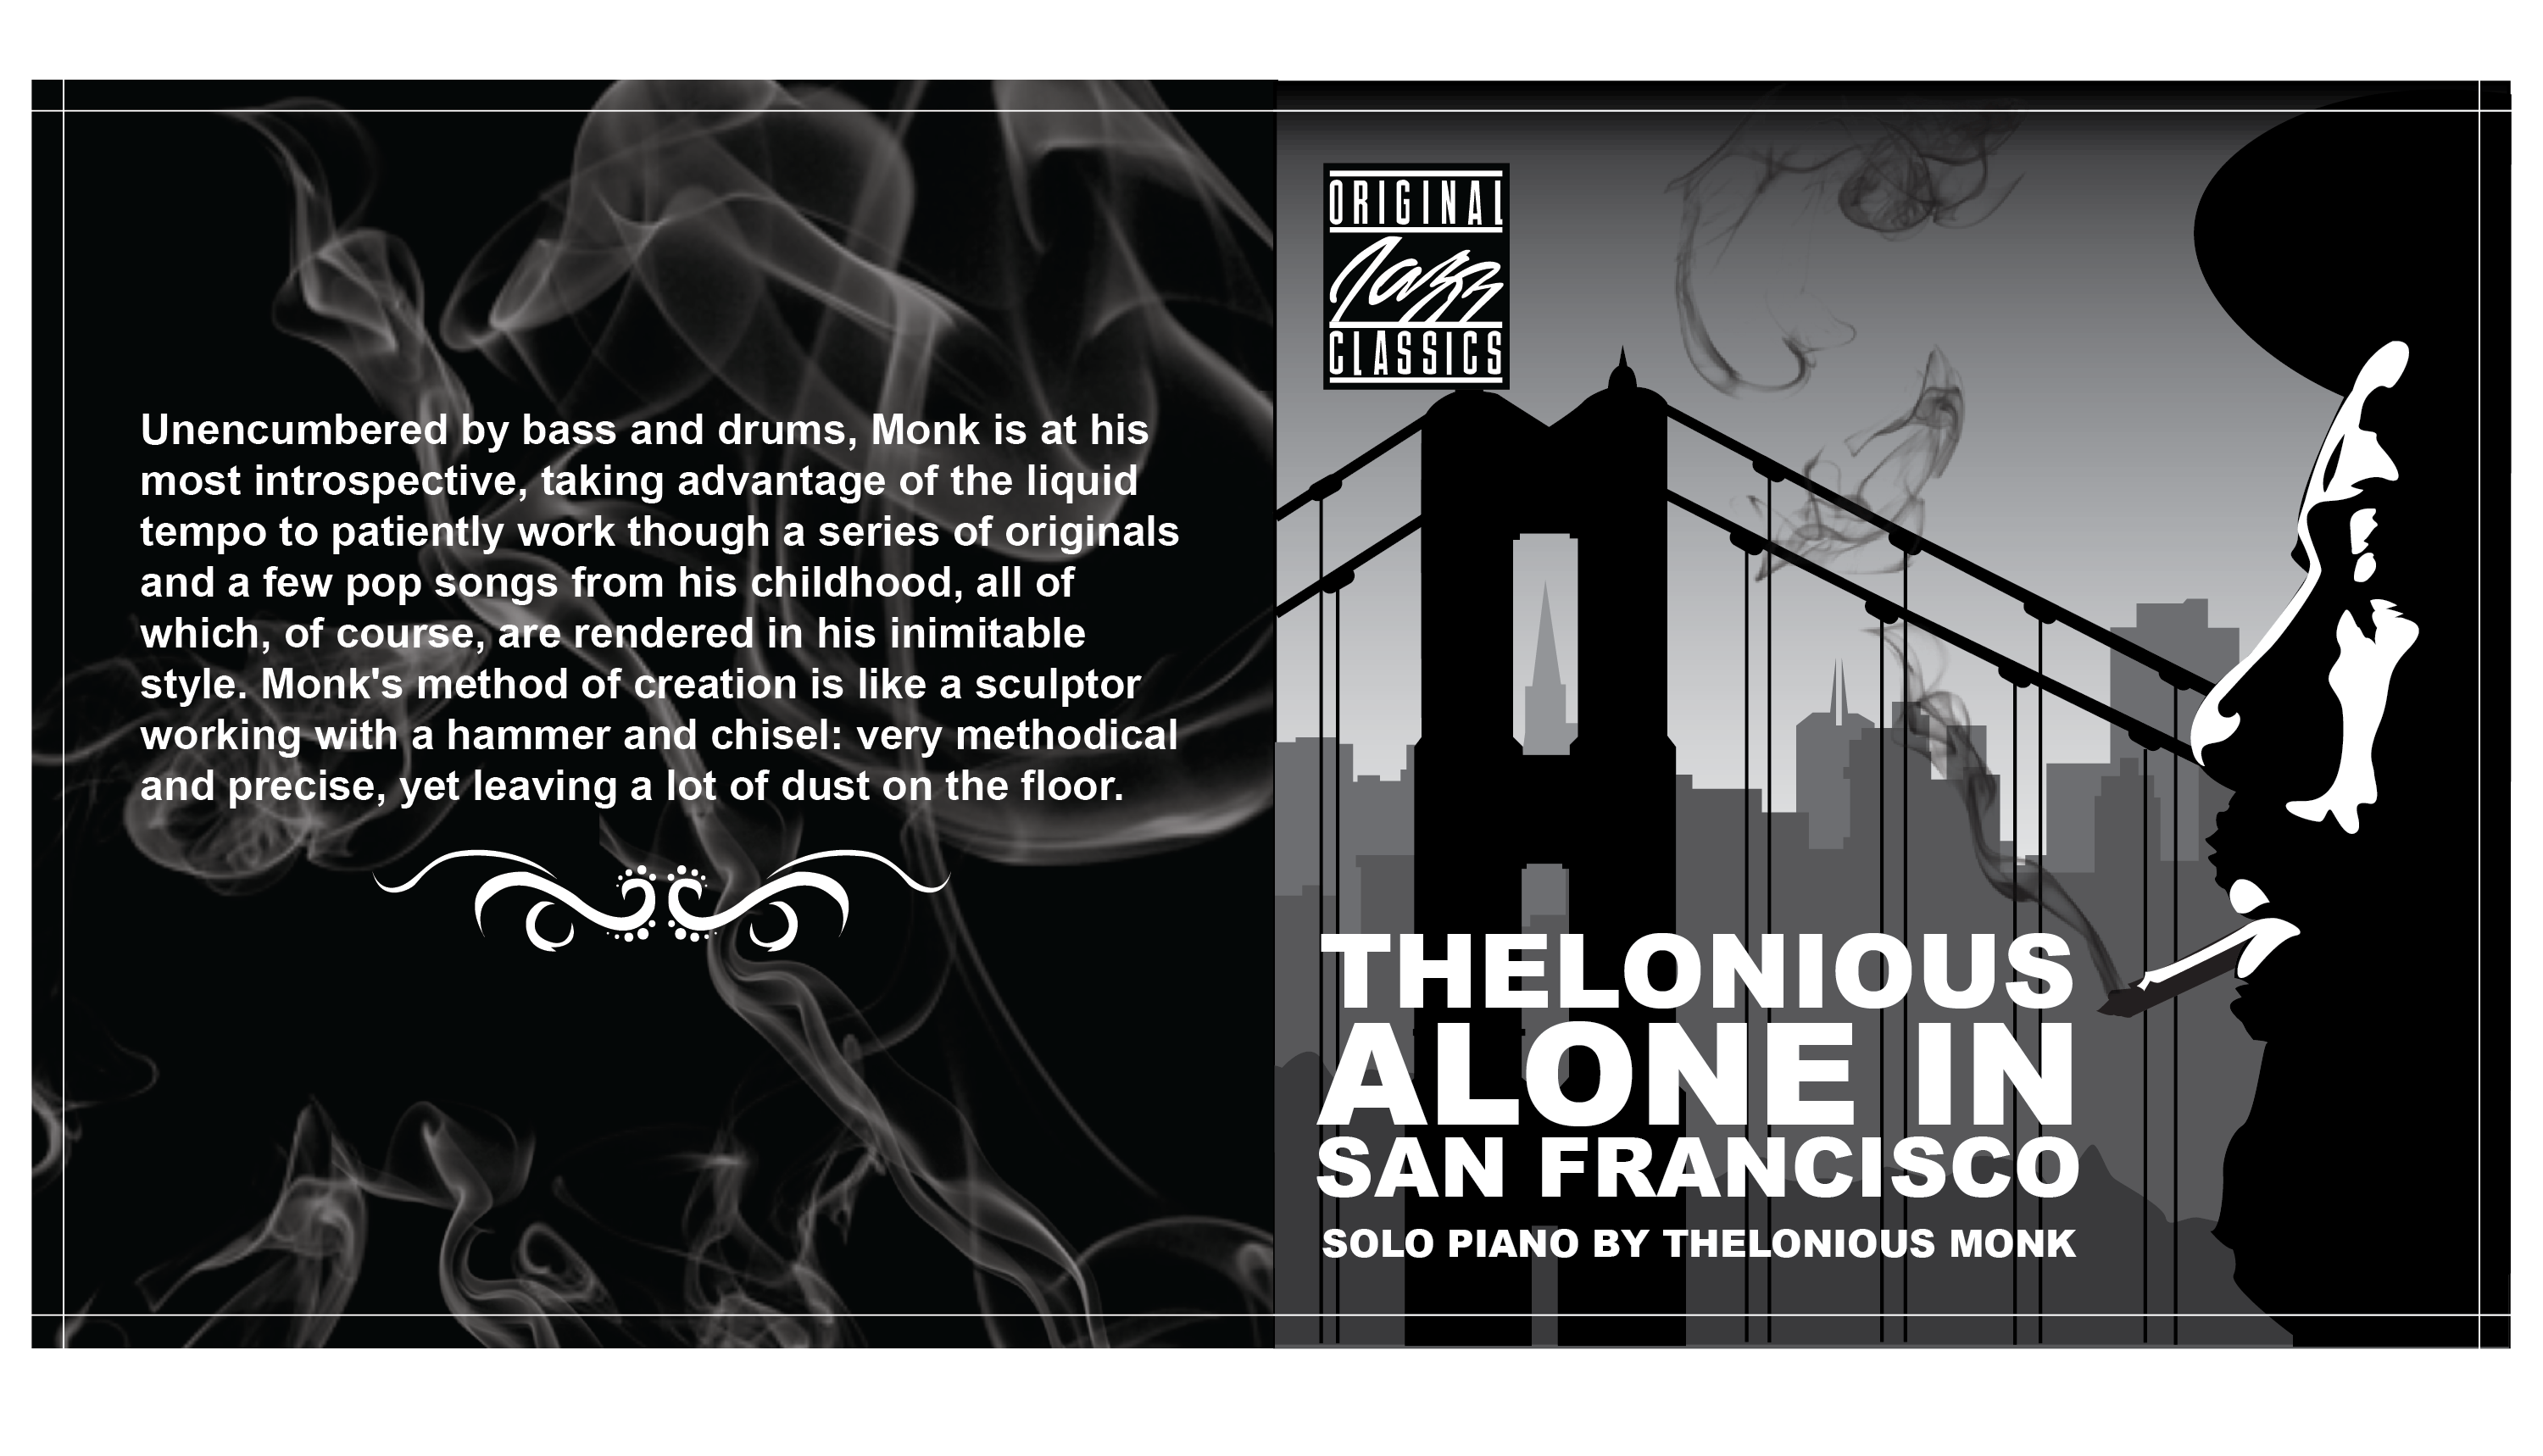 Unencumbered by bass and drums, Monk is at his
most introspective, taking advantage of the liquid
tempo to patiently work though a series of originals
and a few pop songs from his childhood, all of
which, of course, are rendered in his inimitable
style. Monk's method of creation is like a sculptor
working with a hammer and chisel: very methodical
and precise, yet leaving a lot of dust on the floor.
ORIGINAL
Jazz
CLASSICS
THELONIOUS
ALONE IN
SAN FRANCISCO
SOLO PIANO BY THELONIOUS MONK